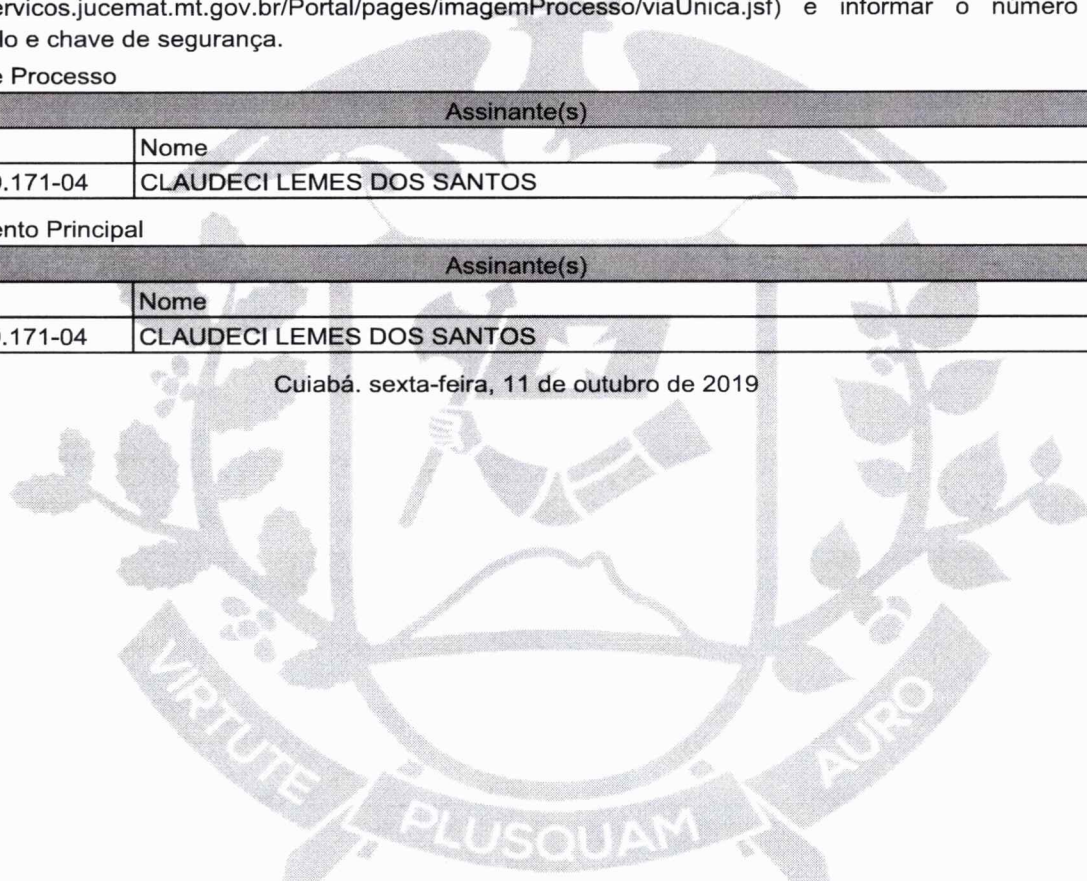 ervicos.jucemat.mt.gov.br/Portal/pages/imagemProcesso/viaUnica.jsf) e informar o número
lo e chave de segurança.
e Processo
Assinante(s)
Nome
.171-04 CLAUDECI LEMES DOS SANTOS
ento Principal
Assinante(s)
Nome
.171-04 CLAUDECI LEMES DOS SANTOS
Cuiabá. sexta-feira, 11 de outubro de 2019
VIRTUTE PLUSQUAM AURO